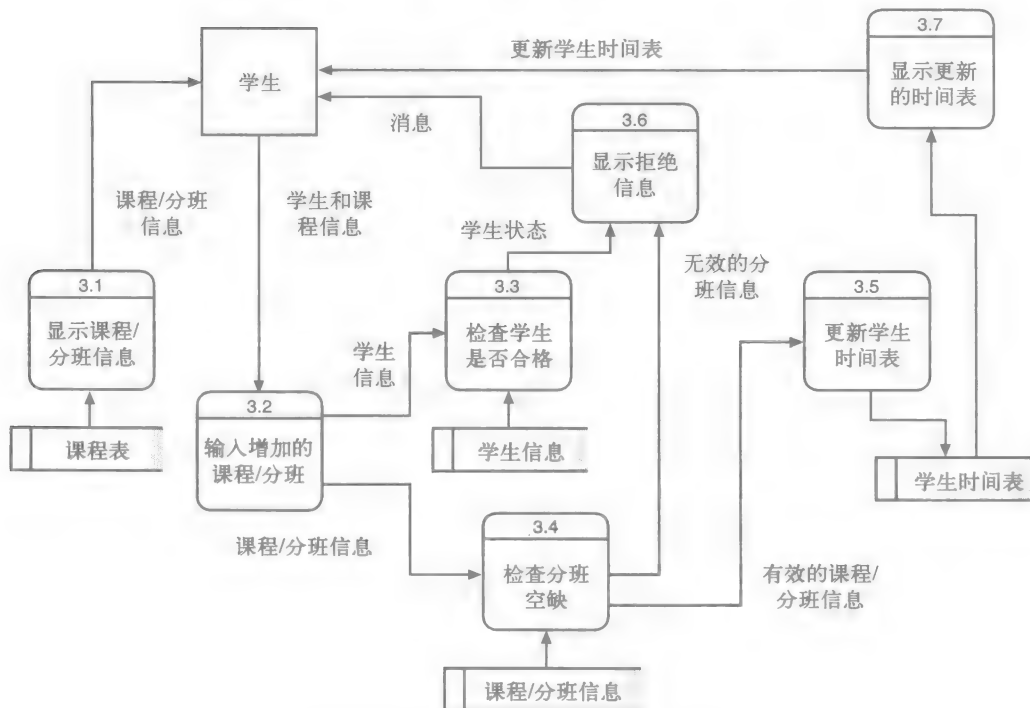 3.7
显示更新
的时间表
更新学生时间表
学生
消息
3.6
显示拒绝
信息
课程/分班
信息
学生和课
程信息
学生状态
无效的分
班信息
3.1
显示课程/
分班信息
3.3
检查学生
是否合格
3.5
更新学生
时间表
学生
信息
3.2
输入增加的
课程/分班
课程表
学生信息
学生时间表
课程/分班信息
3.4
检查分班
空缺
有效的课程/
分班信息
课程/分班信息